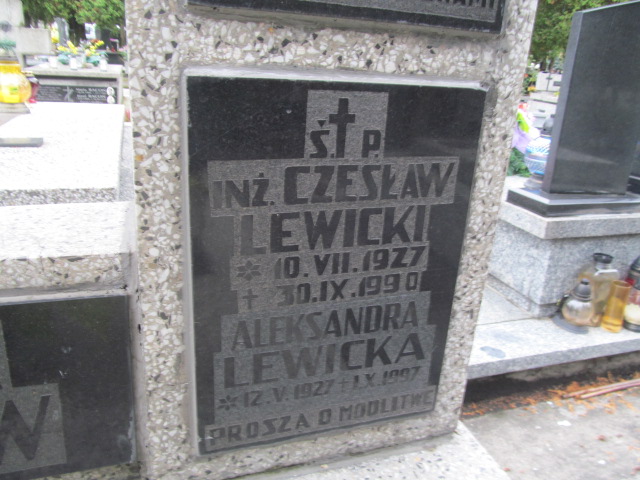 Ś.†P.
INŻ. CZESŁAW
LEWICKI
* 10.VII.1927
† 30.IX.1990
ALEKSANDRA
LEWICKA
* 12.V.1927 † 1.X.1997
PROSZĄ O MODLITWĘ